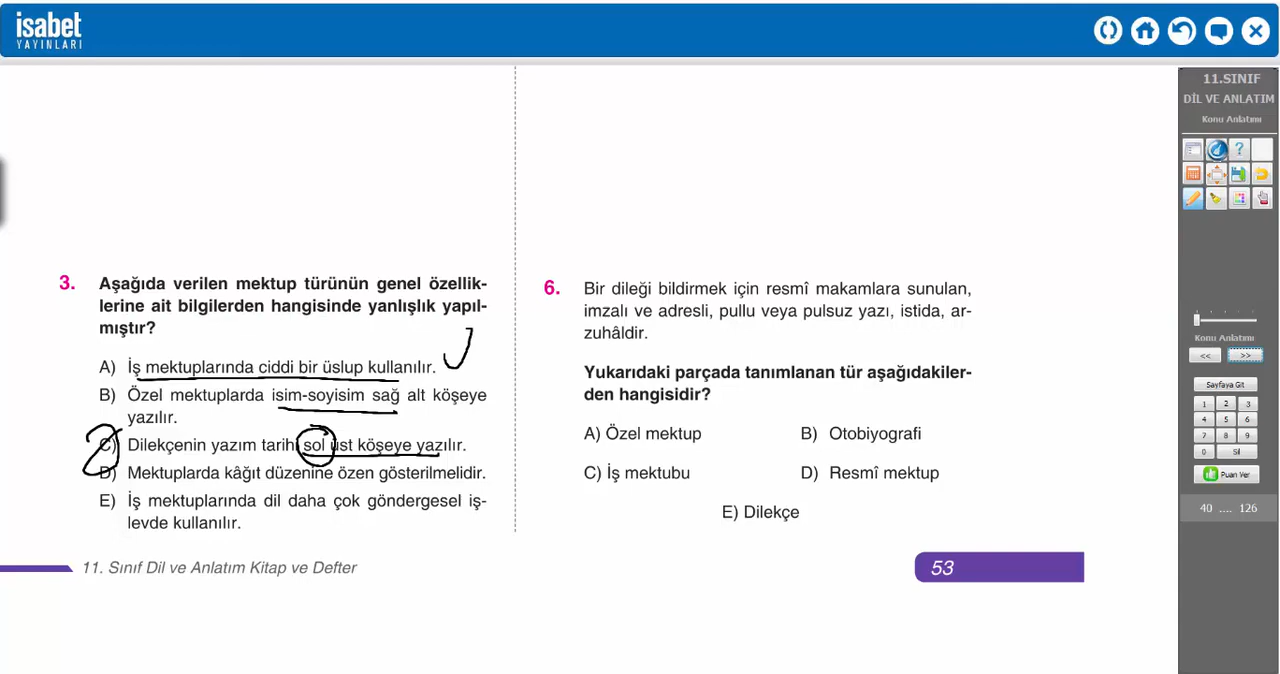 isabet
YAYINLARI
11.SINIF
DİL VE ANLATIM
Konu Anlatımı
3. Aşağıda verilen mektup türünün genel özellik-
lerine ait bilgilerden hangisinde yanlışlık yapıl-
mıştır?
A) İş mektuplarında ciddi bir üslup kullanılır.
B) Özel mektuplarda isim-soyisim sağ alt köşeye
yazılır.
C) Dilekçenin yazım tarihi sol üst köşeye yazılır.
D) Mektuplarda kâğıt düzenine özen gösterilmelidir.
E) İş mektuplarında dil daha çok göndergesel iş-
levde kullanılır.
6. Bir dileği bildirmek için resmî makamlara sunulan,
imzalı ve adresli, pullu veya pulsuz yazı, istida, ar-
zuhâldir.
Yukarıdaki parçada tanımlanan tür aşağıdakiler-
den hangisidir?
A) Özel mektup B) Otobiyografi
C) İş mektubu D) Resmî mektup
E) Dilekçe
11. Sınıf Dil ve Anlatım Kitap ve Defter
53
Konu Anlatımı
<< >>
Sayfaya Git
1 2 3
4 5 6
7 8 9
0 Sil
Puan Ver
40 .... 126